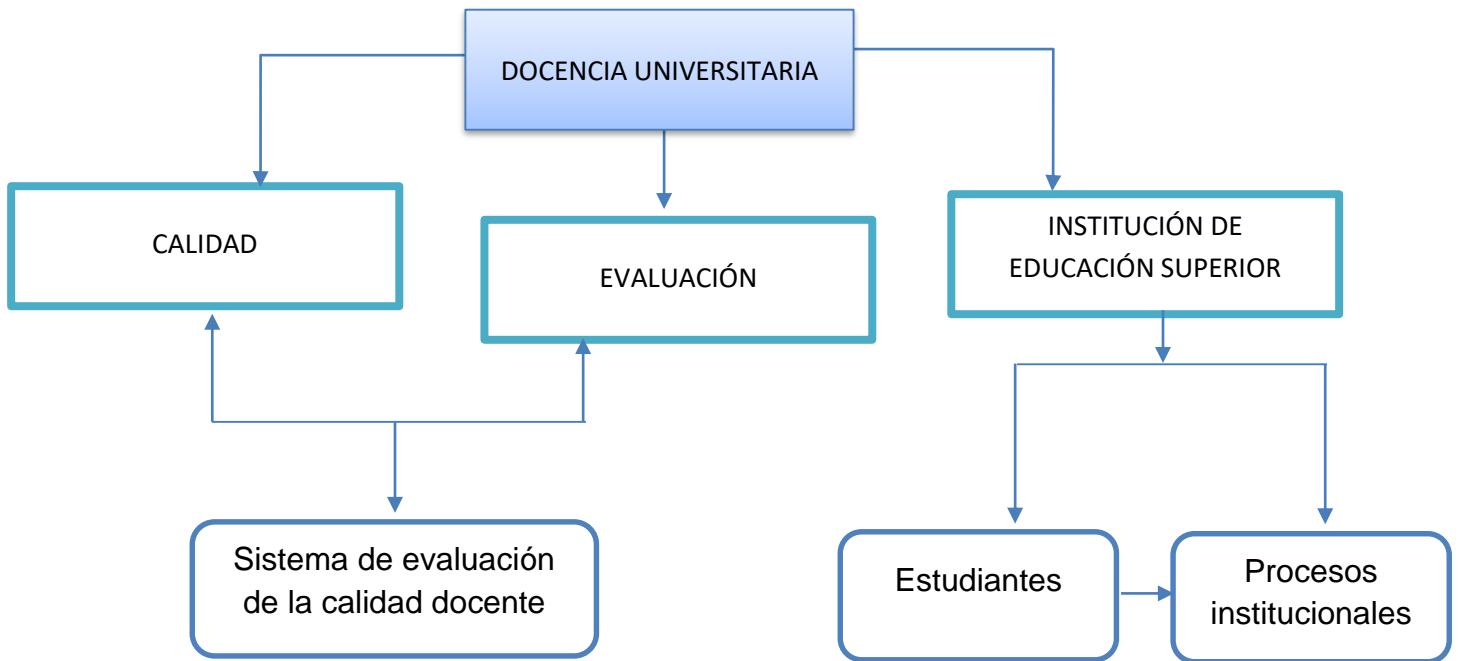 DOCENCIA UNIVERSITARIA
CALIDAD
EVALUACIÓN
INSTITUCIÓN DE
EDUCACIÓN SUPERIOR
Sistema de evaluación
de la calidad docente
Estudiantes
Procesos
institucionales